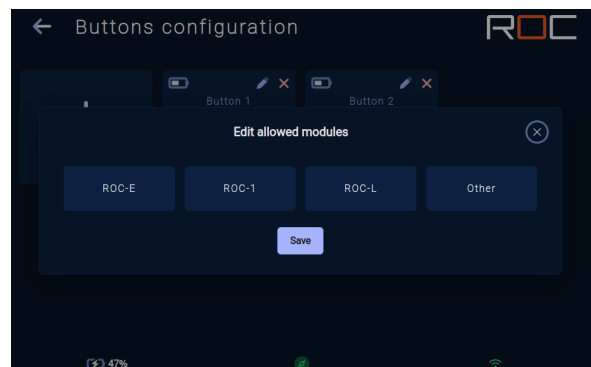 Buttons configuration
ROC
Button 1
Button 2
Edit allowed modules
ROC-E
ROC-1
ROC-L
Other
Save
47%